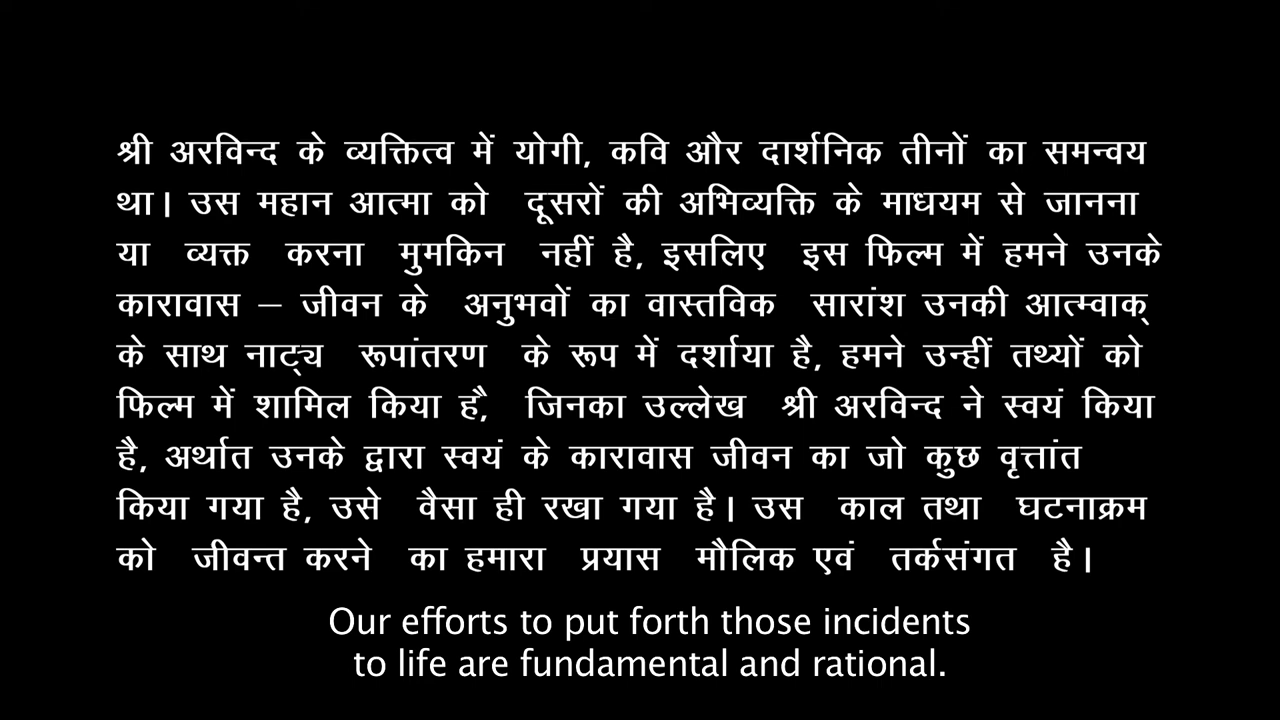 श्री अरविन्द के व्यक्तित्व में योगी, कवि और दार्शनिक तीनों का समन्वय
था। उस महान आत्मा को दूसरों की अभिव्यक्ति के माधयम से जानना
या व्यक्त करना मुमकिन नहीं है, इसलिए इस फिल्म में हमने उनके
कारावास – जीवन के अनुभवों का वास्तविक सारांश उनकी आत्म्वाक्
के साथ नाट्य रूपांतरण के रूप में दर्शाया है, हमने उन्हीं तथ्यों को
फिल्म में शामिल किया है, जिनका उल्लेख श्री अरविन्द ने स्वयं किया
है, अर्थात उनके द्वारा स्वयं के कारावास जीवन का जो कुछ वृत्तांत
किया गया है, उसे वैसा ही रखा गया है। उस काल तथा घटनाक्रम
को जीवन्त करने का हमारा प्रयास मौलिक एवं तर्कसंगत है।
Our efforts to put forth those incidents
to life are fundamental and rational.